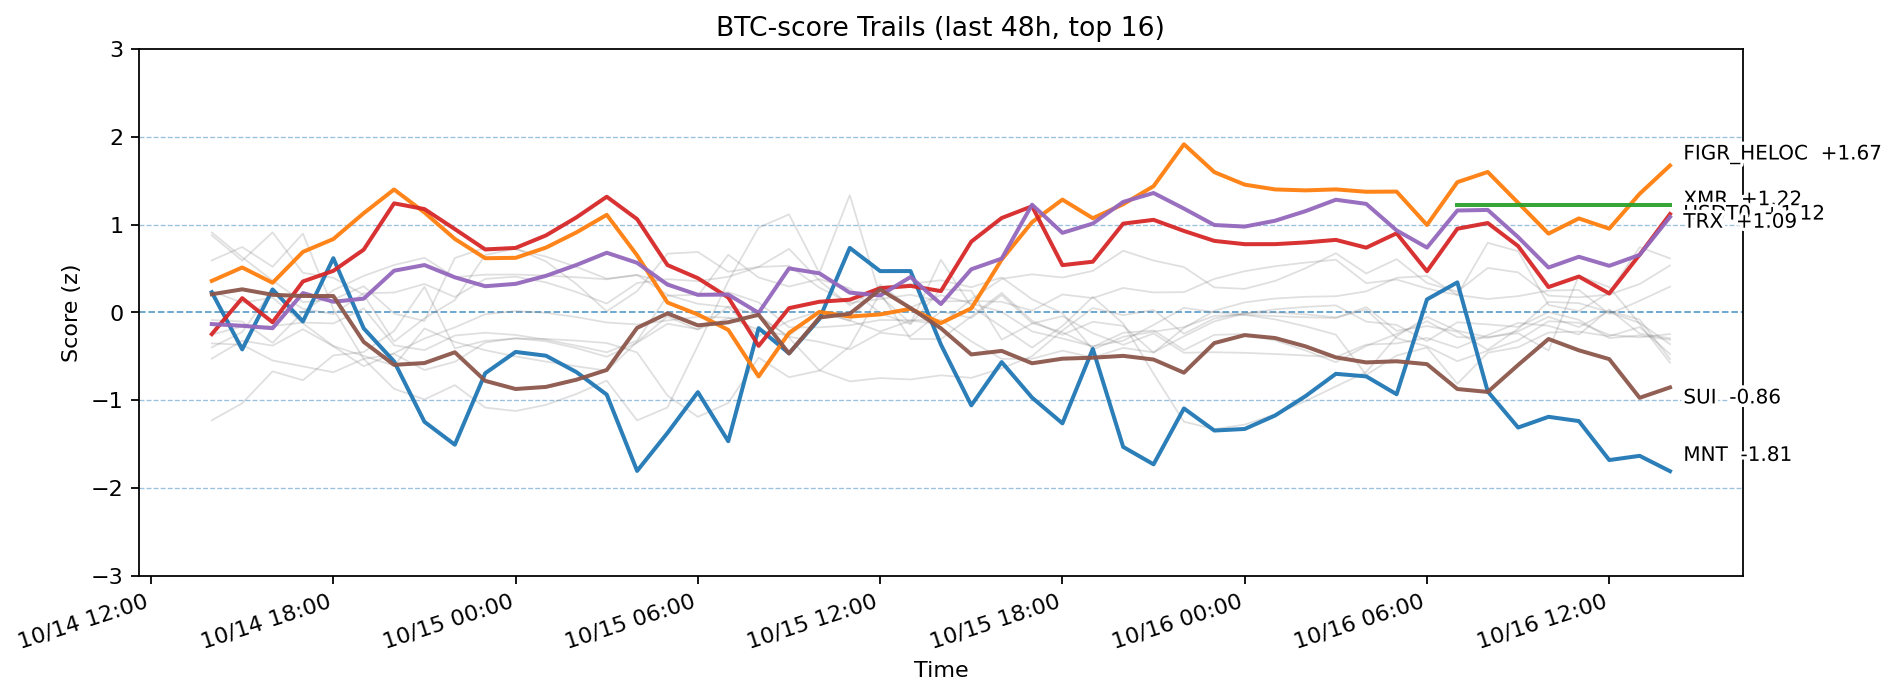 BTC-score Trails (last 48h, top 16)
3
2
1
0
−1
−2
−3
Score (z)
FIGR_HELOC +1.67
XMR +1.22
TRX +1.09
SUI -0.86
MNT -1.81
10/14 12:00
10/14 18:00
10/15 00:00
10/15 06:00
10/15 12:00
10/15 18:00
10/16 00:00
10/16 06:00
10/16 12:00
Time